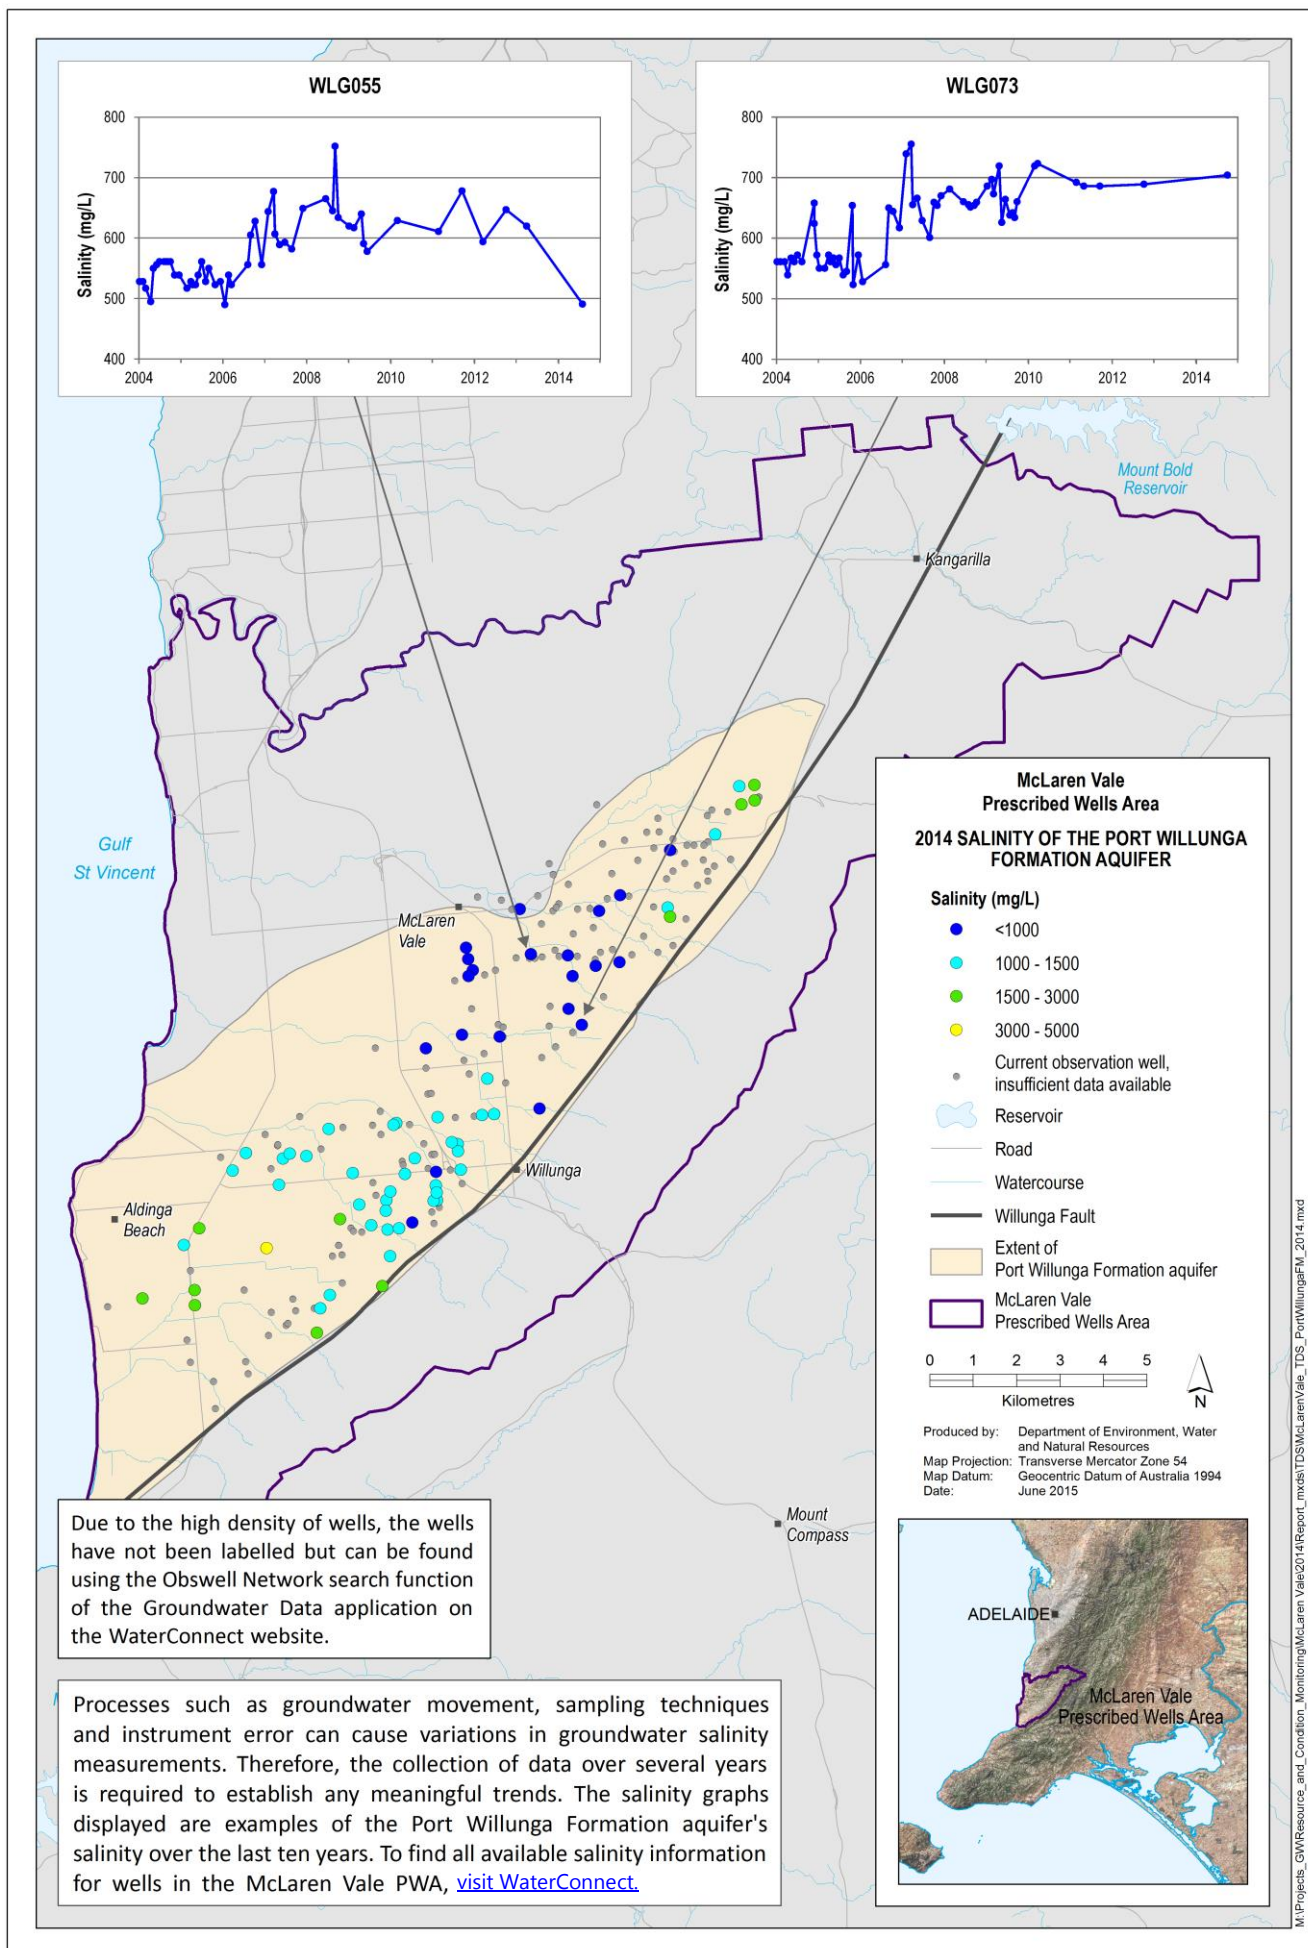 WLG055
800
700
600
500
400
Salinity (mg/L)
2004 2006 2008 2010 2012 2014
WLG073
800
700
600
500
400
Salinity (mg/L)
2004 2006 2008 2010 2012 2014
Mount Bold
Reservoir
Kangarilla
Gulf
St Vincent
McLaren
Vale
Willunga
Aldinga
Beach
Mount
Compass
McLaren Vale
Prescribed Wells Area
2014 SALINITY OF THE PORT WILLUNGA
FORMATION AQUIFER
Salinity (mg/L)
<1000
1000 - 1500
1500 - 3000
3000 - 5000
Current observation well,
insufficient data available
Reservoir
Road
Watercourse
Willunga Fault
Extent of
Port Willunga Formation aquifer
McLaren Vale
Prescribed Wells Area
0 1 2 3 4 5
Kilometres
N
Produced by: Department of Environment, Water
and Natural Resources
Map Projection: Transverse Mercator Zone 54
Map Datum: Geocentric Datum of Australia 1994
Date: June 2015
ADELAIDE
McLaren Vale
Prescribed Wells Area
Due to the high density of wells, the wells
have not been labelled but can be found
using the Obswell Network search function
of the Groundwater Data application on
the WaterConnect website.
Processes such as groundwater movement, sampling techniques
and instrument error can cause variations in groundwater salinity
measurements. Therefore, the collection of data over several years
is required to establish any meaningful trends. The salinity graphs
displayed are examples of the Port Willunga Formation aquifer's
salinity over the last ten years. To find all available salinity information
for wells in the McLaren Vale PWA, visit WaterConnect.
M:\Projects_GW\Resource_and_Condition_Monitoring\McLaren Vale\2014\Report_mxds\TDS\McLarenVale_TDS_PortWillungaFM_2014.mxd